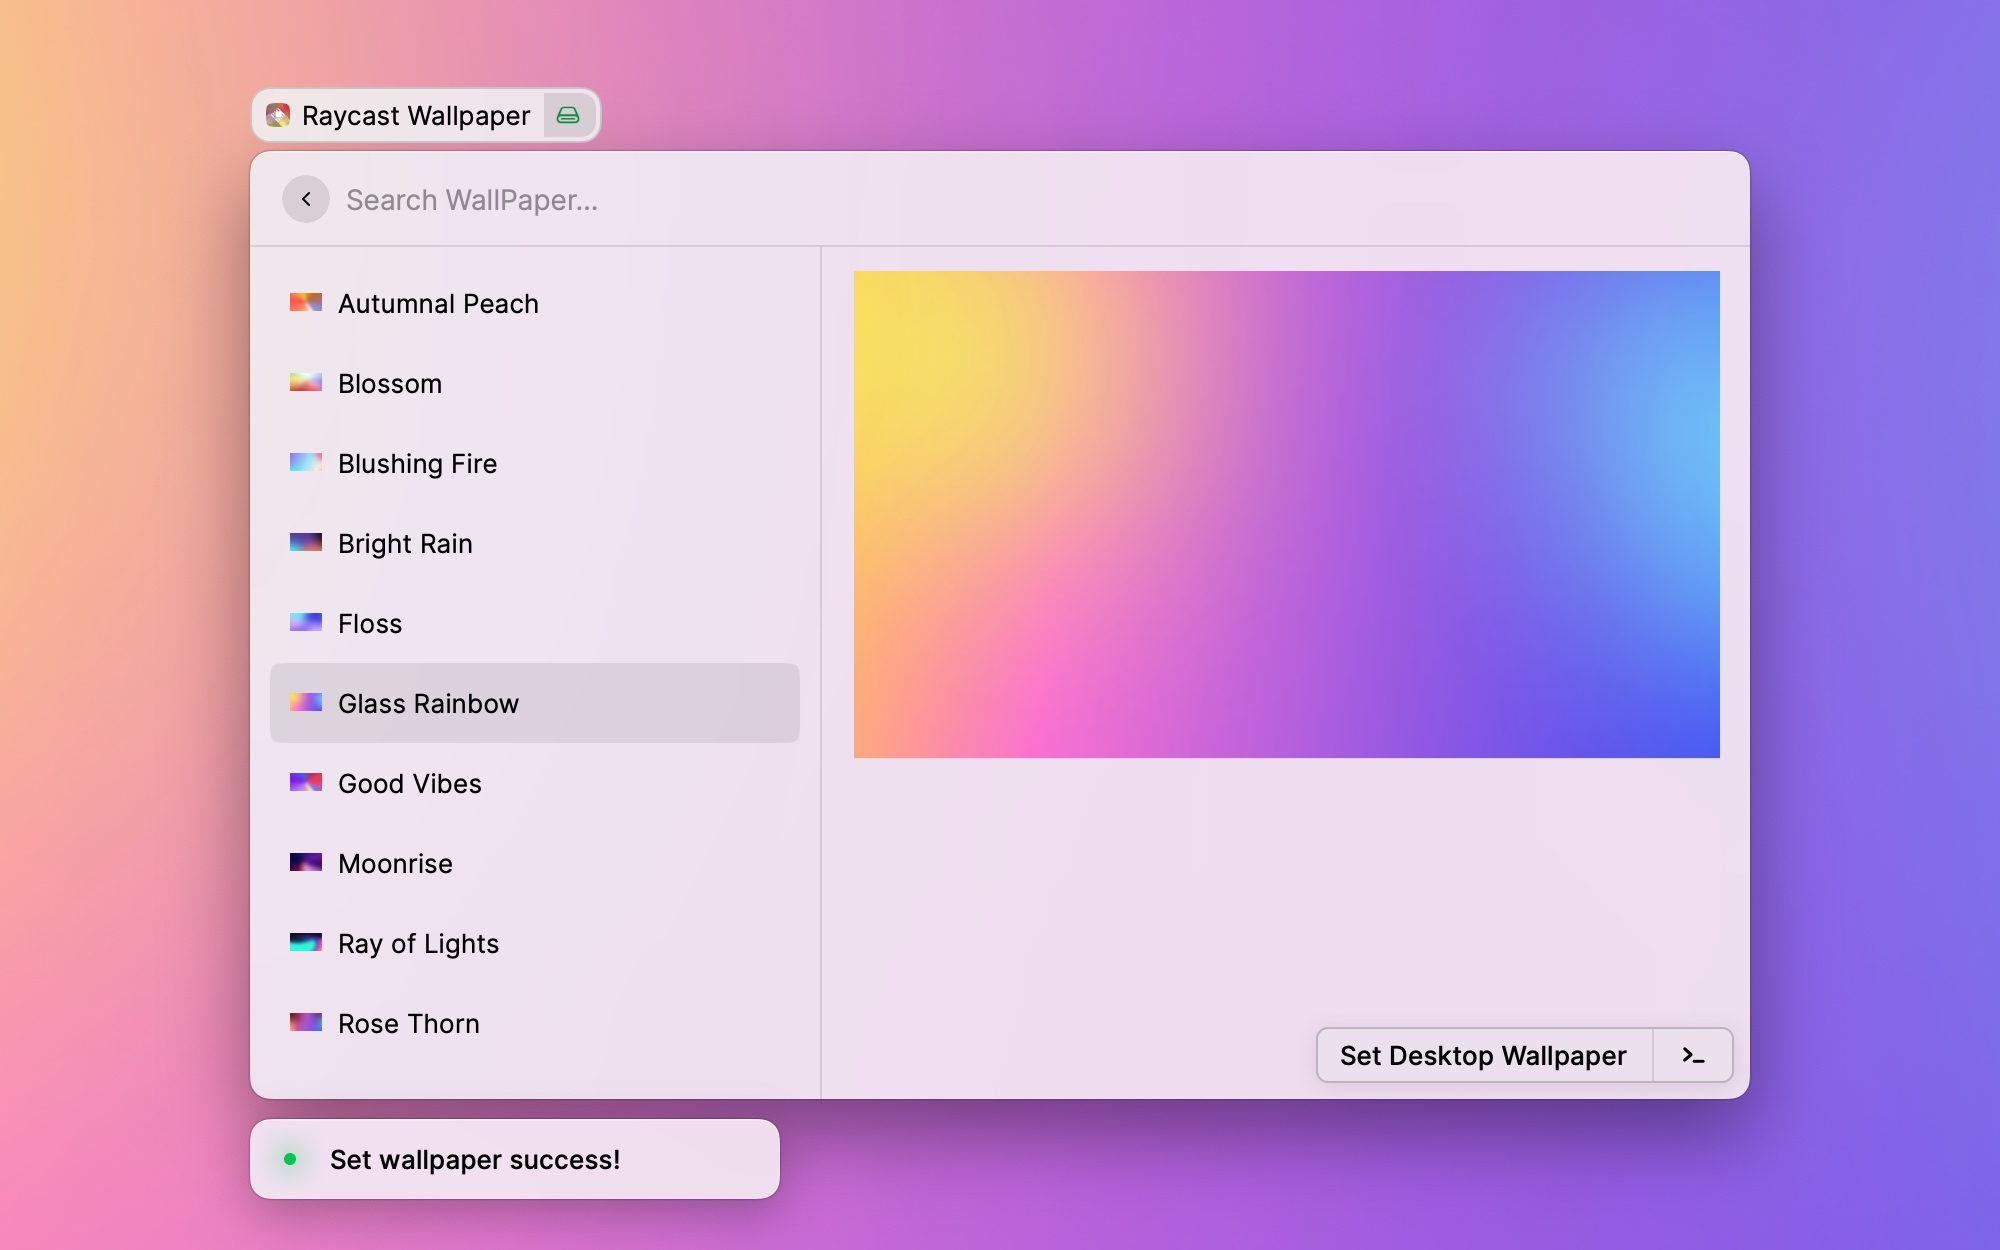 Raycast Wallpaper
Search WallPaper...
Autumnal Peach
Blossom
Blushing Fire
Bright Rain
Floss
Glass Rainbow
Good Vibes
Moonrise
Ray of Lights
Rose Thorn
Set Desktop Wallpaper
Set wallpaper success!